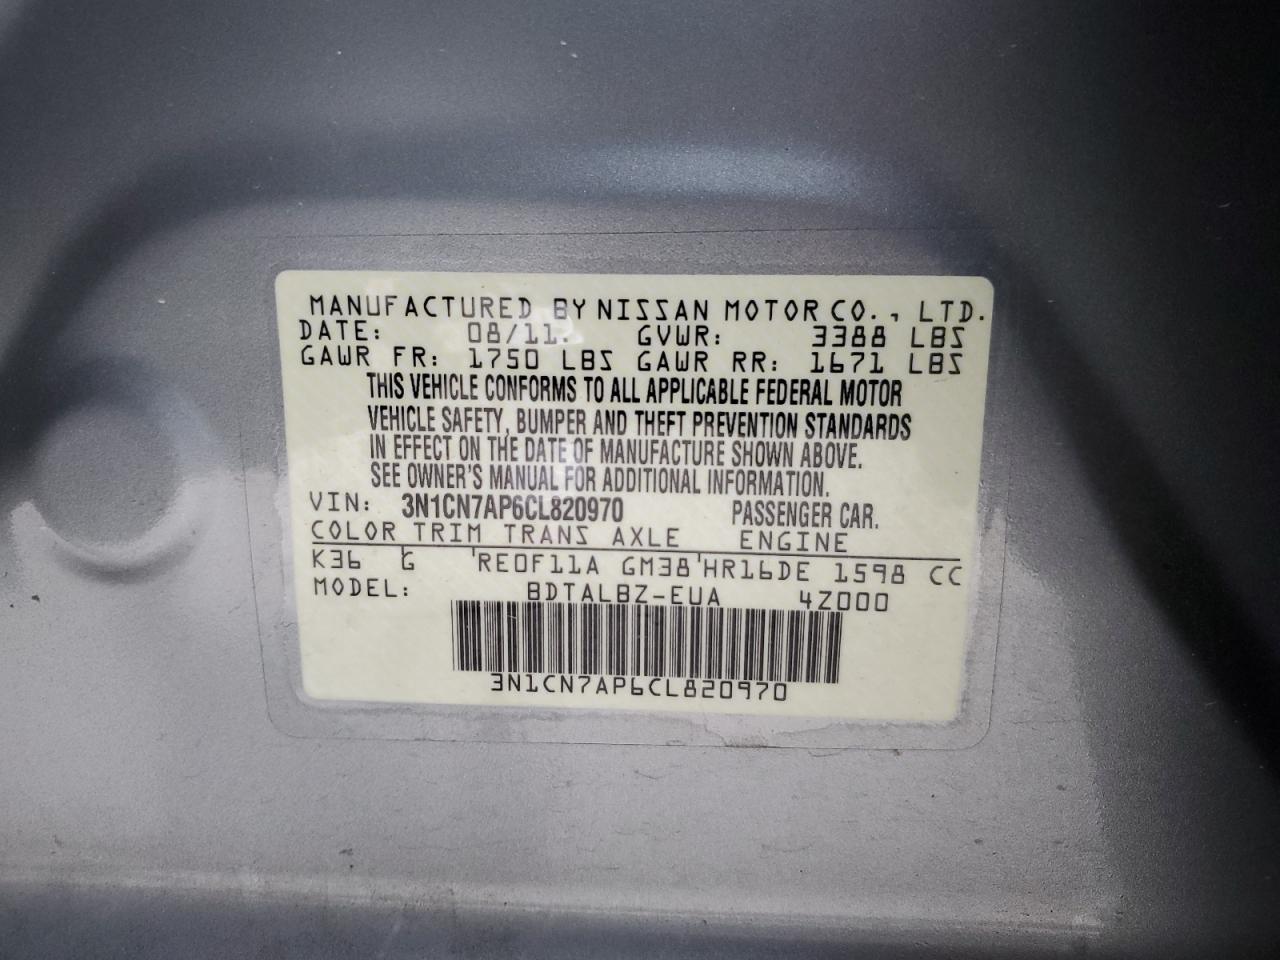 MANUFACTURED BY NISSAN MOTOR CO., LTD.
DATE: 08/11. GVWR: 3388 LBS
GAWR FR: 1750 LBS GAWR RR: 1671 LBS
THIS VEHICLE CONFORMS TO ALL APPLICABLE FEDERAL MOTOR
VEHICLE SAFETY, BUMPER AND THEFT PREVENTION STANDARDS
IN EFFECT ON THE DATE OF MANUFACTURE SHOWN ABOVE.
SEE OWNER'S MANUAL FOR ADDITIONAL INFORMATION.
VIN: 3N1CN7AP6CL820970 PASSENGER CAR.
COLOR TRIM TRANS AXLE ENGINE
K36 G RE0F11A GM38 HR16DE 1598 CC
MODEL: BDTALBZ-EUA 4Z000
3N1CN7AP6CL820970